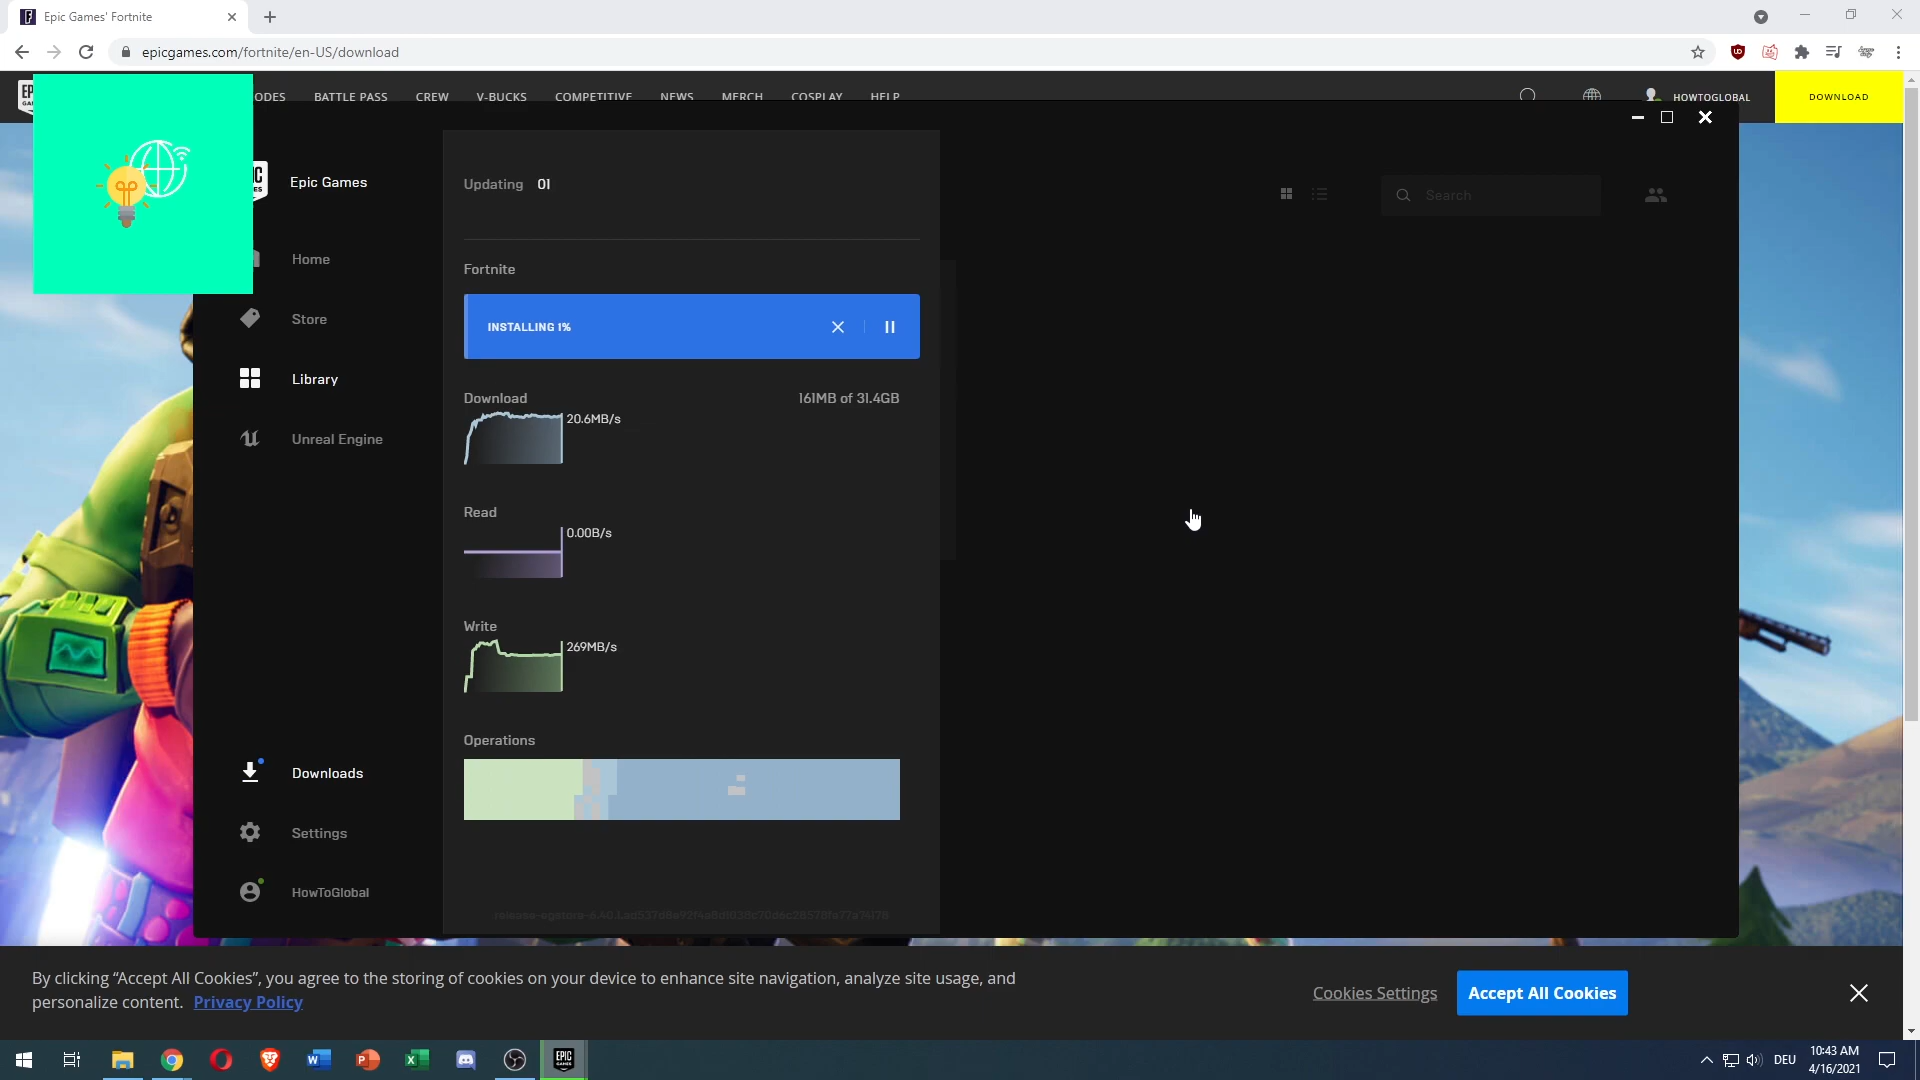 Epic Games' Fortnite
epicgames.com/fortnite/en-US/download
ODES BATTLE PASS CREW V-BUCKS COMPETITIVE NEWS MERCH COSPLAY HELP HOWTOGLOBAL DOWNLOAD
Epic Games
Updating 01
Search
Home
Fortnite
Store
INSTALLING 1%
Library
Download 161MB of 31.4GB
20.6MB/s
Unreal Engine
Read
0.00B/s
Write
269MB/s
Operations
Downloads
Settings
HowToGlobal
By clicking “Accept All Cookies”, you agree to the storing of cookies on your device to enhance site navigation, analyze site usage, and
personalize content. Privacy Policy
Cookies Settings
Accept All Cookies
EPIC
GAMES
DEU
10:43 AM
4/16/2021